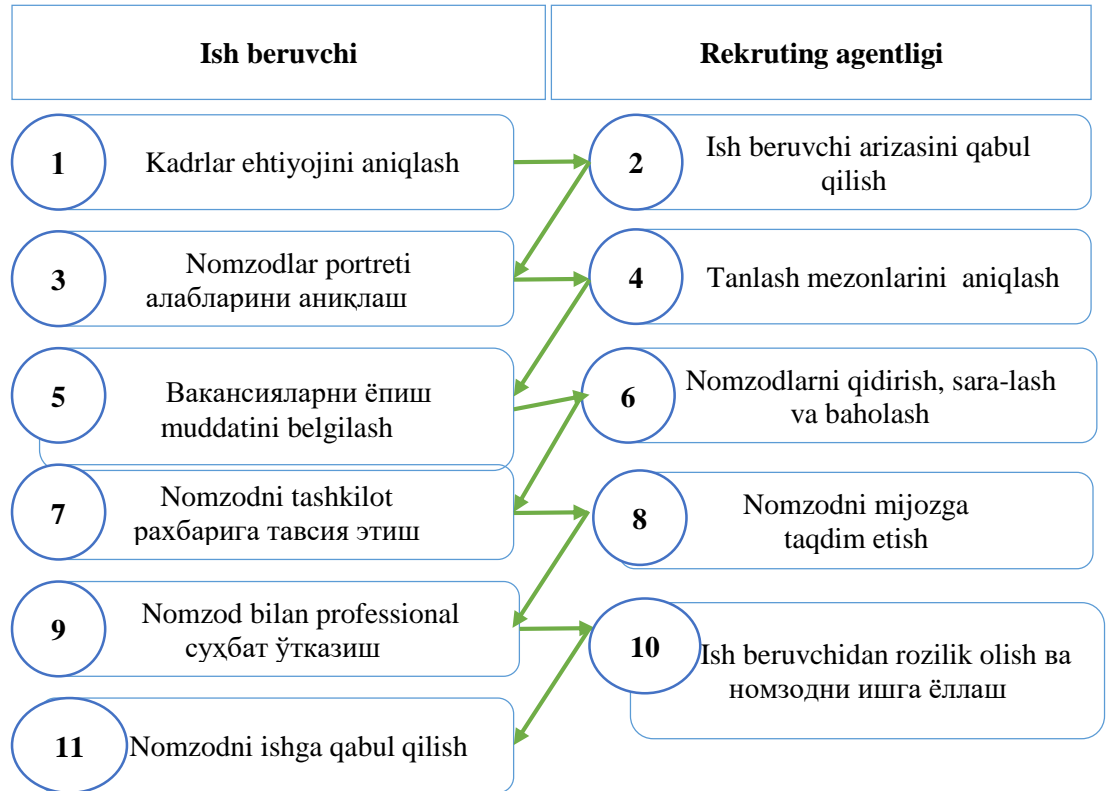 Ish beruvchi
Rekruting agentligi
1
Kadrlar ehtiyojini aniqlash
2
Ish beruvchi arizasini qabul
qilish
3
Nomzodlar portreti
алабларини аниқлаш
4
Tanlash mezonlarini aniqlash
5
Вакансияларни ёпиш
muddatini belgilash
6
Nomzodlarni qidirish, sara-lash
va baholash
7
Nomzodni tashkilot
рахбарига тавсия этиш
8
Nomzodni mijozga
taqdim etish
9
Nomzod bilan professional
суҳбат ўтказиш
10
Ish beruvchidan rozilik olish ва
номзодни ишга ёллаш
11
Nomzodni ishga qabul qilish